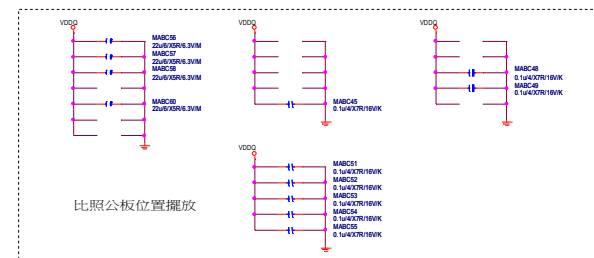 VDDQ
MABC56
22u/6/X5R/6.3V/M
MABC57
22u/6/X5R/6.3V/M
MABC58
22u/6/X5R/6.3V/M
MABC60
22u/6/X5R/6.3V/M
VDDQ
MABC45
0.1u/4/X7R/16V/K
VDDQ
MABC48
0.1u/4/X7R/16V/K
MABC49
0.1u/4/X7R/16V/K
VDDQ
MABC51
0.1u/4/X7R/16V/K
MABC52
0.1u/4/X7R/16V/K
MABC53
0.1u/4/X7R/16V/K
MABC54
0.1u/4/X7R/16V/K
MABC55
0.1u/4/X7R/16V/K
比照公板位置擺放